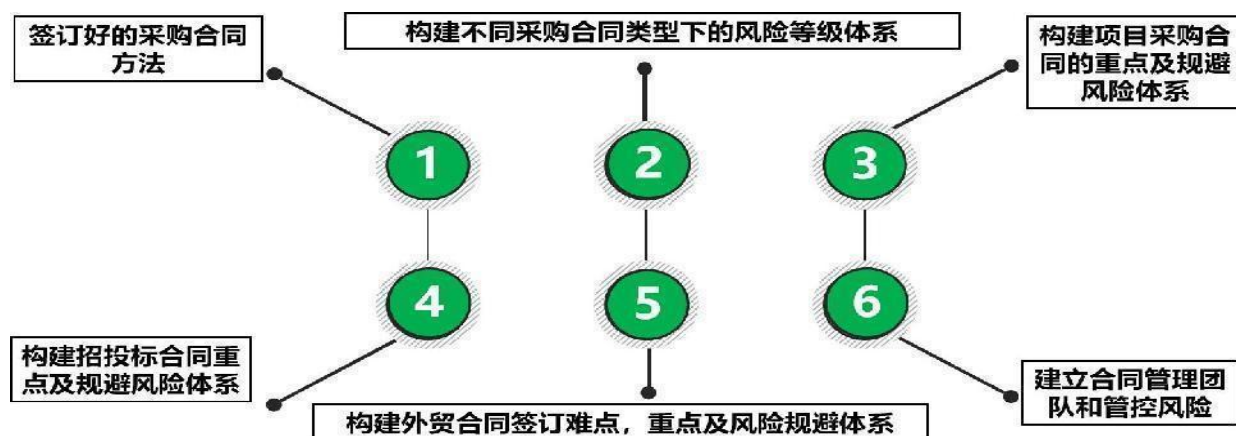 签订好的采购合同
方法
构建不同采购合同类型下的风险等级体系
构建项目采购合
同的重点及规避
风险体系
1
2
3
4
5
6
构建招投标合同重
点及规避风险体系
构建外贸合同签订难点，重点及风险规避体系
建立合同管理团
队和管控风险